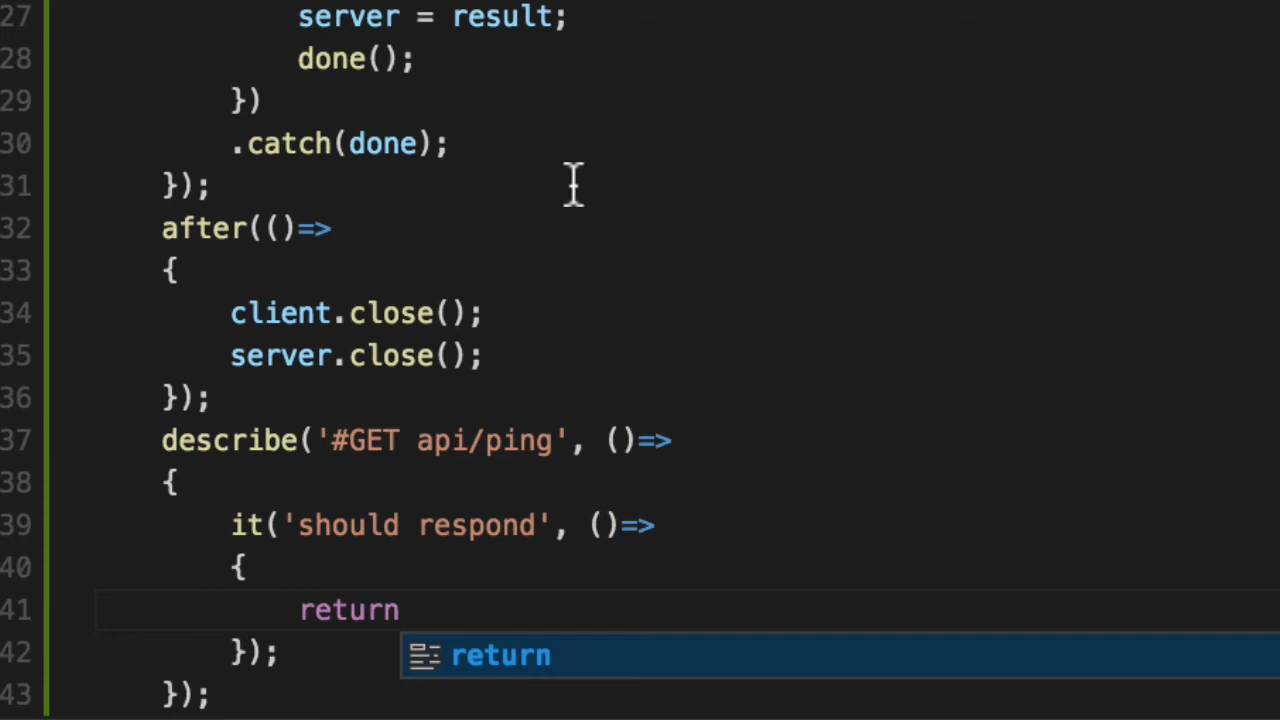 27 server = result;
28 done();
29 })
30 .catch(done);
31 });
32 after(()=>
33 {
34 client.close();
35 server.close();
36 });
37 describe('#GET api/ping', ()=>
38 {
39 it('should respond', ()=>
40 {
41 return
42 });
return
43 });